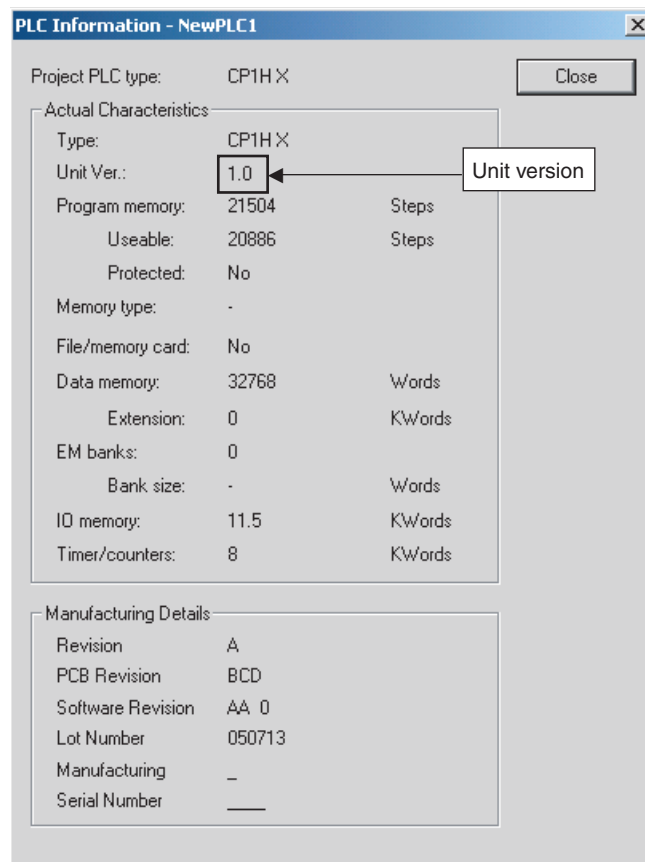 PLC Information - NewPLC1
Project PLC type: CP1H X Close
Actual Characteristics
Type: CP1H X
Unit Ver.: 1.0 Unit version
Program memory: 21504 Steps
Useable: 20886 Steps
Protected: No
Memory type: -
File/memory card: No
Data memory: 32768 Words
Extension: 0 KWords
EM banks: 0
Bank size: - Words
IO memory: 11.5 KWords
Timer/counters: 8 KWords
Manufacturing Details
Revision A
PCB Revision BCD
Software Revision AA 0
Lot Number 050713
Manufacturing _
Serial Number ____